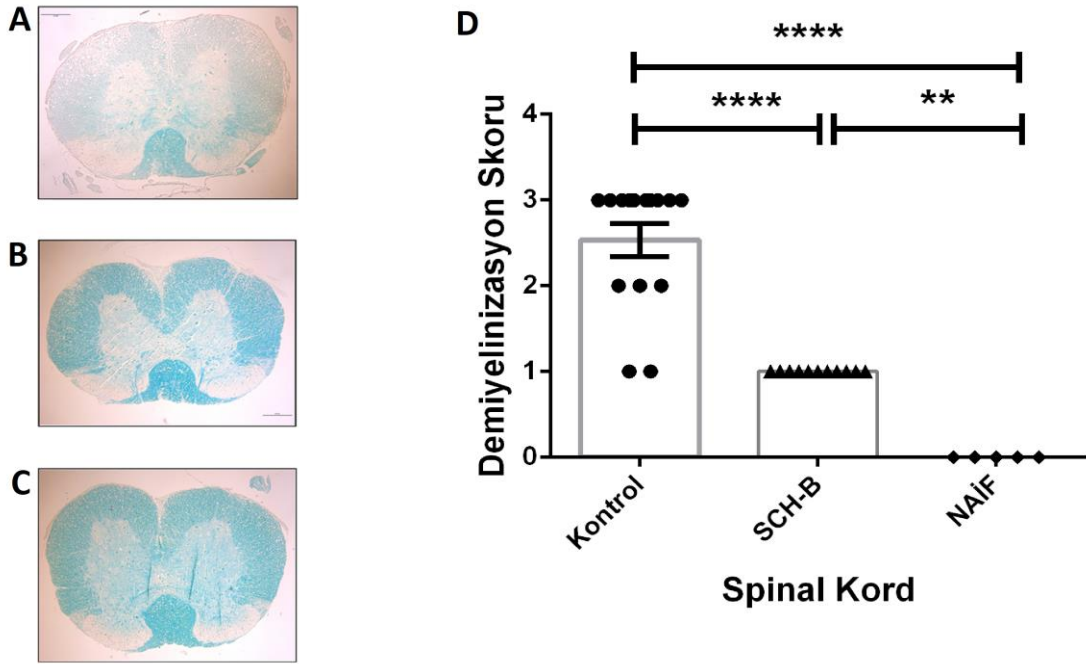 A
B
C
D
****
****
**
Demiyelinizasyon Skoru
4
3
2
1
0
Kontrol
SCH-B
NAİF
Spinal Kord